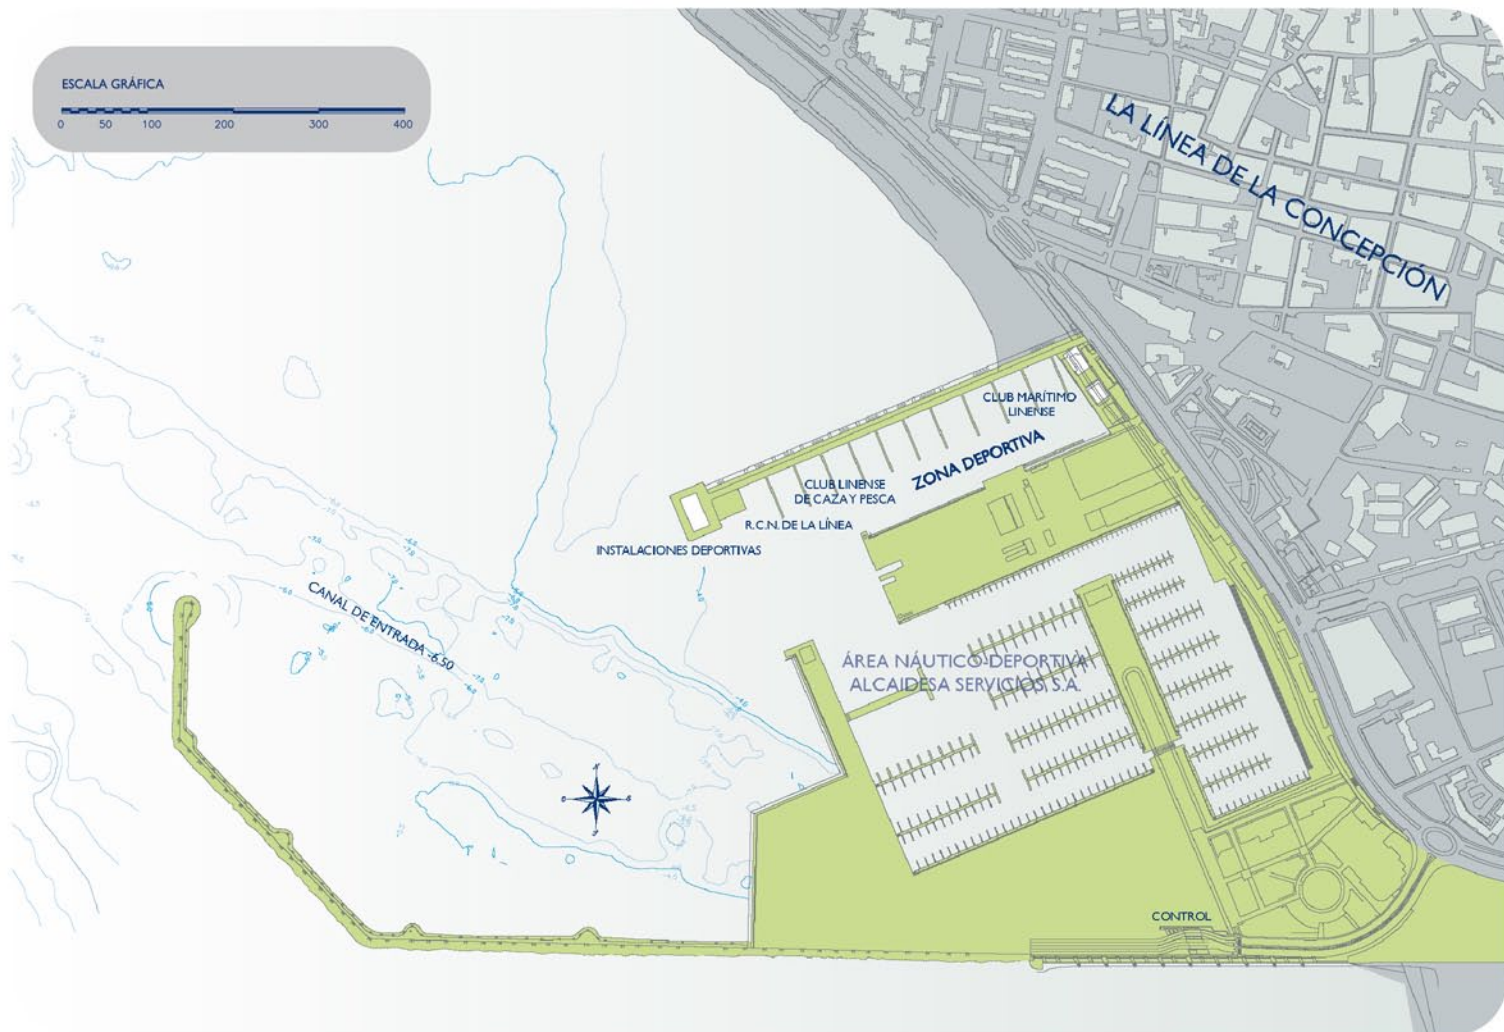 ESCALA GRÁFICA
0 50 100 200 300 400
LA LÍNEA DE LA CONCEPCIÓN
CLUB MARÍTIMO
LINENSE
ZONA DEPORTIVA
CLUB LINENSE
DE CAZA Y PESCA
R.C.N. DE LA LÍNEA
INSTALACIONES DEPORTIVAS
CANAL DE ENTRADA -6.50
ÁREA NÁUTICO-DEPORTIVA
ALCAIDESA SERVICIOS, S.A.
CONTROL